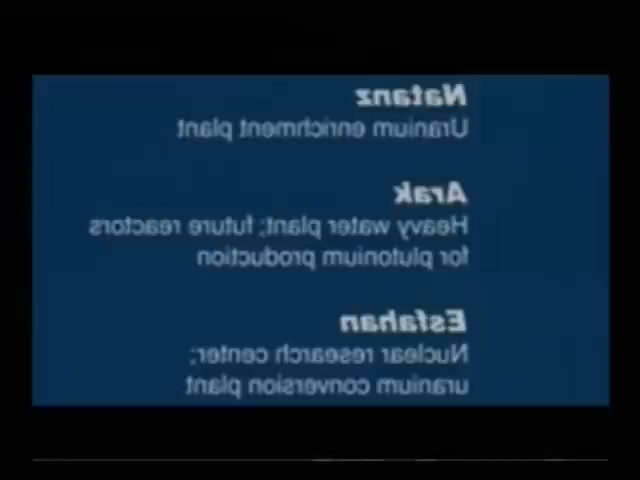 Natanz
Uranium enrichment plant
Arak
Heavy water plant; future reactors
for plutonium production
Esfahan
Nuclear research center;
uranium conversion plant